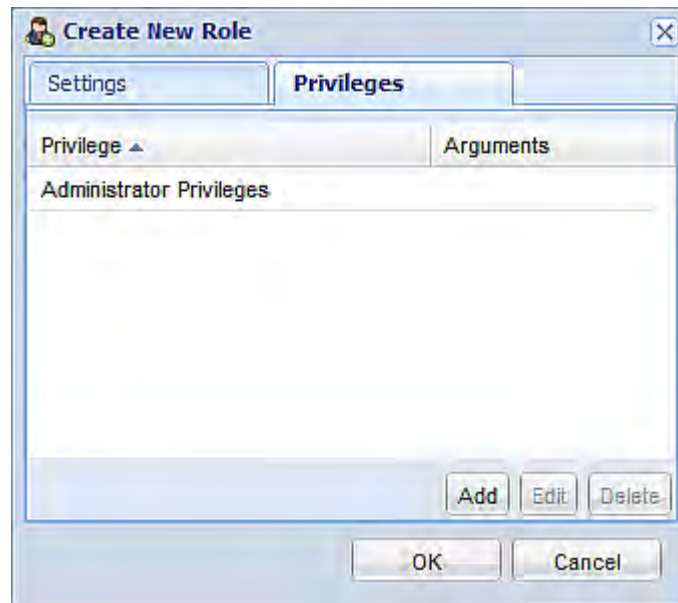 Create New Role
Settings Privileges
Privilege Arguments
Administrator Privileges
Add Edit Delete
OK Cancel